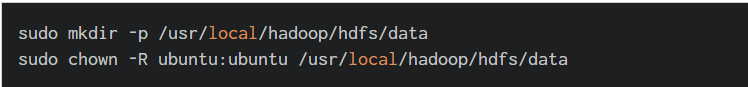 sudo mkdir -p /usr/local/hadoop/hdfs/data
sudo chown -R ubuntu:ubuntu /usr/local/hadoop/hdfs/data